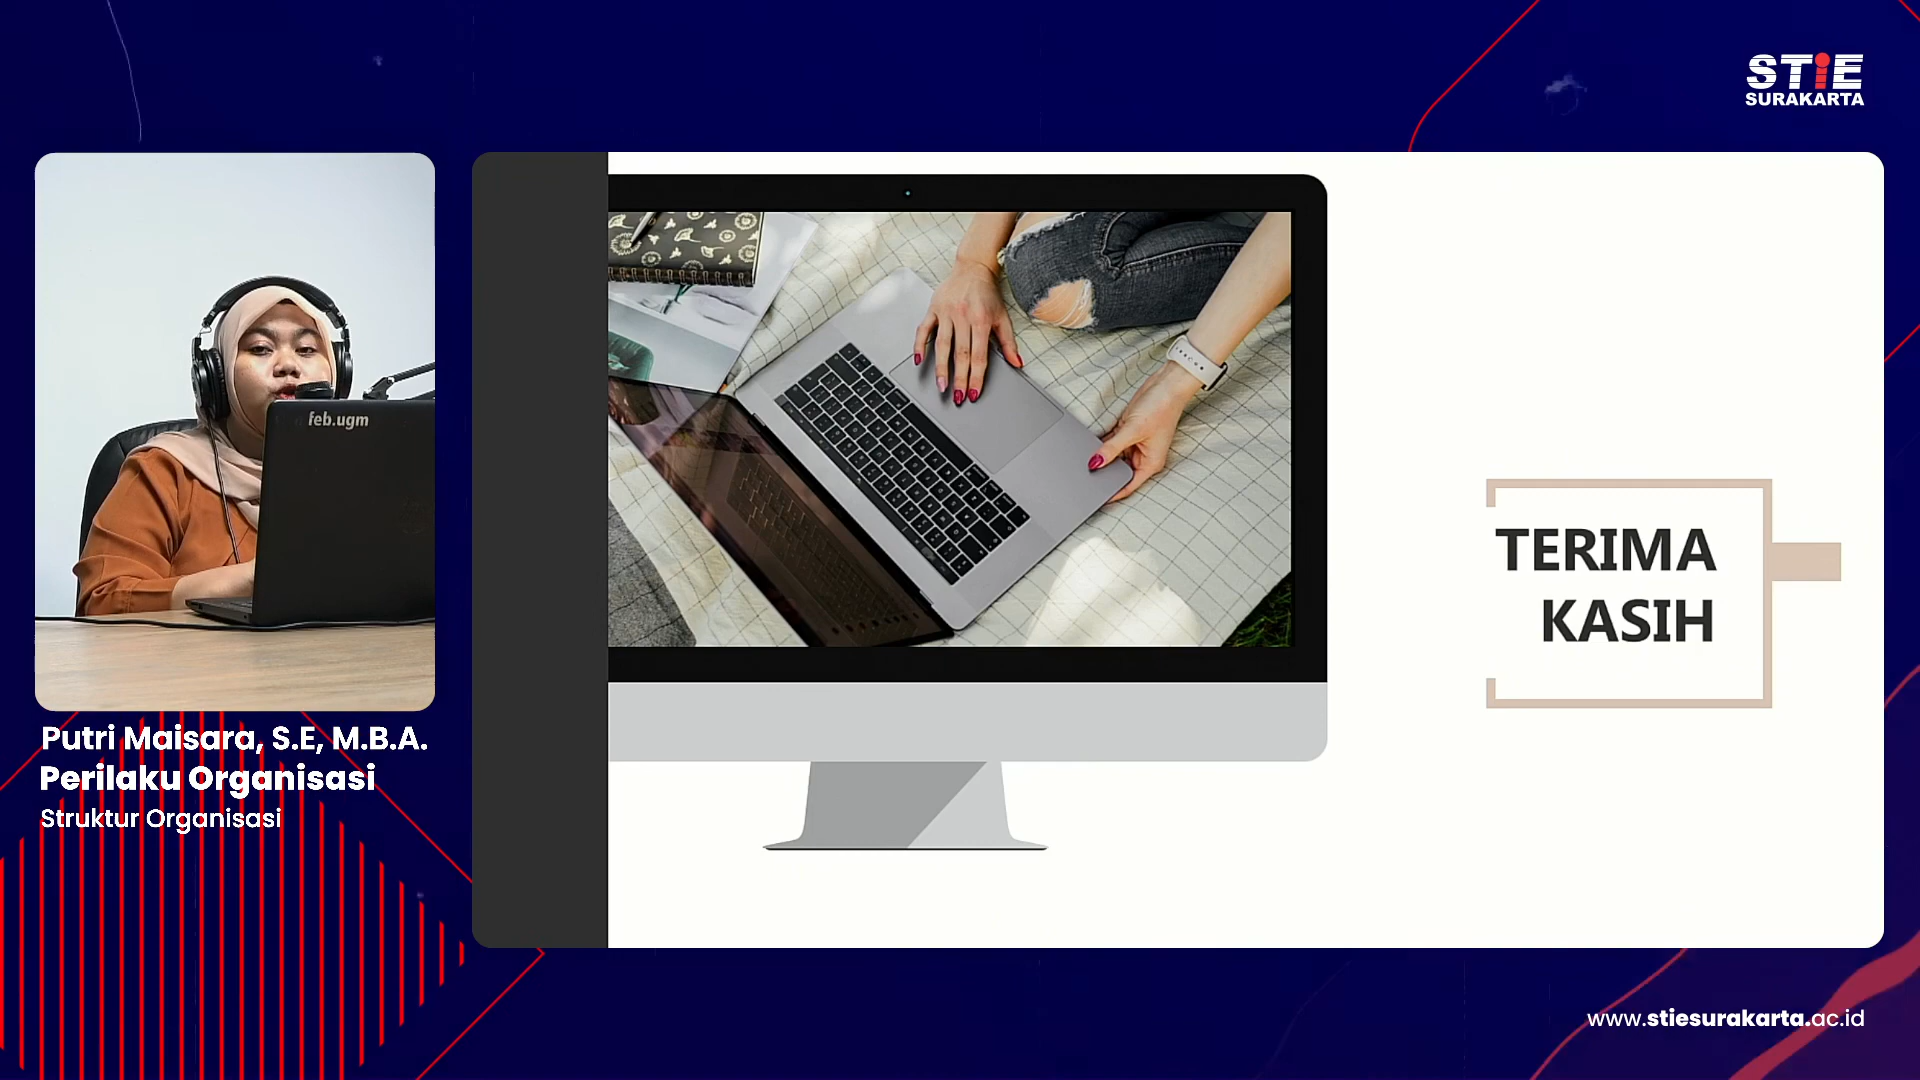 STiE
SURAKARTA
feb.ugm
Putri Maisara, S.E, M.B.A.
Perilaku Organisasi
Struktur Organisasi
TERIMA
KASIH
www.stiesurakarta.ac.id